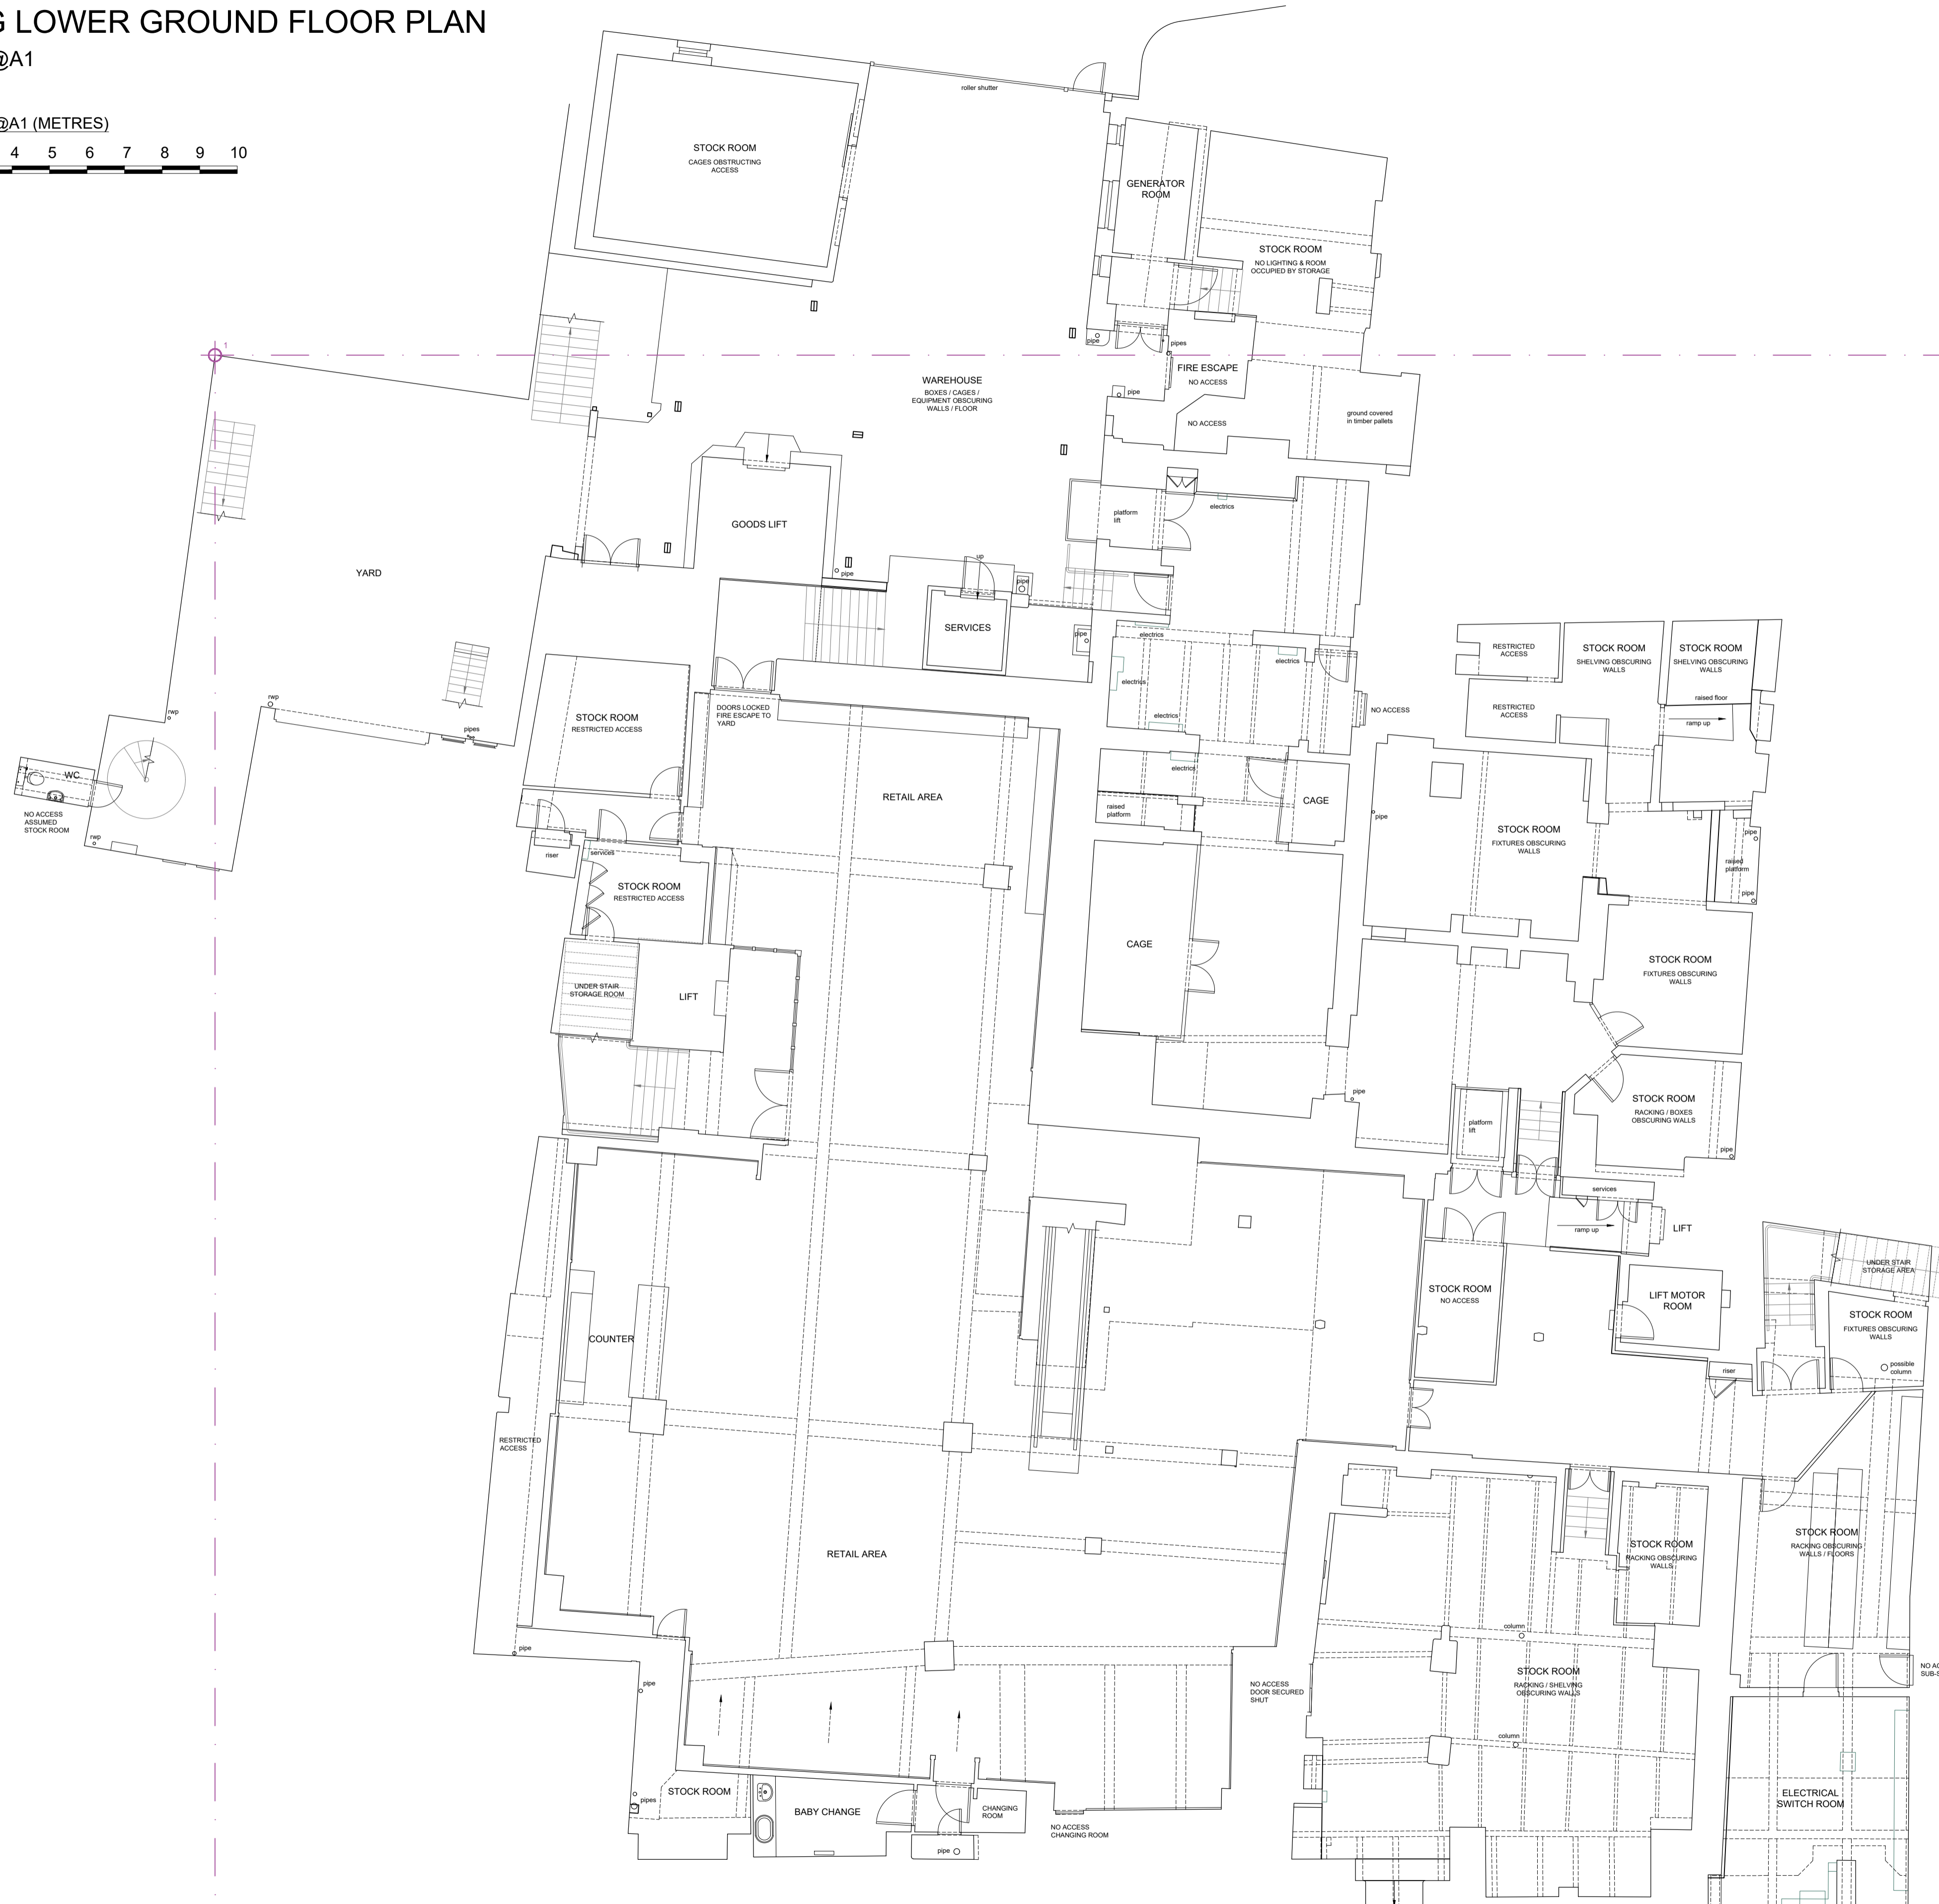 G LOWER GROUND FLOOR PLAN
@A1
@A1 (METRES)
4 5 6 7 8 9 10
roller shutter
STOCK ROOM
CAGES OBSTRUCTING
ACCESS
GENERATOR
ROOM
STOCK ROOM
NO LIGHTING & ROOM
OCCUPIED BY STORAGE
1
pipe
pipes
FIRE ESCAPE
NO ACCESS
WAREHOUSE
BOXES / CAGES /
EQUIPMENT OBSCURING
WALLS / FLOOR
pipe
NO ACCESS
ground covered
in timber pallets
GOODS LIFT
platform
lift
electrics
YARD
up
pipe
pipe
SERVICES
pipe
electrics
electrics
electrics
electrics
NO ACCESS
RESTRICTED
ACCESS
STOCK ROOM
SHELVING OBSCURING
WALLS
STOCK ROOM
SHELVING OBSCURING
WALLS
raised floor
RESTRICTED
ACCESS
ramp up
rwp
rwp
pipes
STOCK ROOM
RESTRICTED ACCESS
DOORS LOCKED
FIRE ESCAPE TO
YARD
WC
NO ACCESS
ASSUMED
STOCK ROOM
rwp
RETAIL AREA
electrics
raised
platform
CAGE
pipe
STOCK ROOM
FIXTURES OBSCURING
WALLS
pipe
raised
platform
pipe
riser
services
STOCK ROOM
RESTRICTED ACCESS
CAGE
STOCK ROOM
FIXTURES OBSCURING
WALLS
UNDER STAIR
STORAGE ROOM
LIFT
pipe
STOCK ROOM
RACKING / BOXES
OBSCURING WALLS
platform
lift
pipe
services
ramp up
LIFT
UNDER STAIR
STORAGE AREA
STOCK ROOM
NO ACCESS
LIFT MOTOR
ROOM
STOCK ROOM
FIXTURES OBSCURING
WALLS
COUNTER
riser
possible
column
RESTRICTED
ACCESS
RETAIL AREA
STOCK ROOM
RACKING OBSCURING
WALLS
STOCK ROOM
RACKING OBSCURING
WALLS / FLOORS
column
pipe
pipe
NO ACCESS
DOOR SECURED
SHUT
STOCK ROOM
RACKING / SHELVING
OBSCURING WALLS
NO AC
SUB-S
column
STOCK ROOM
pipes
BABY CHANGE
CHANGING
ROOM
NO ACCESS
CHANGING ROOM
pipe
ELECTRICAL
SWITCH ROOM